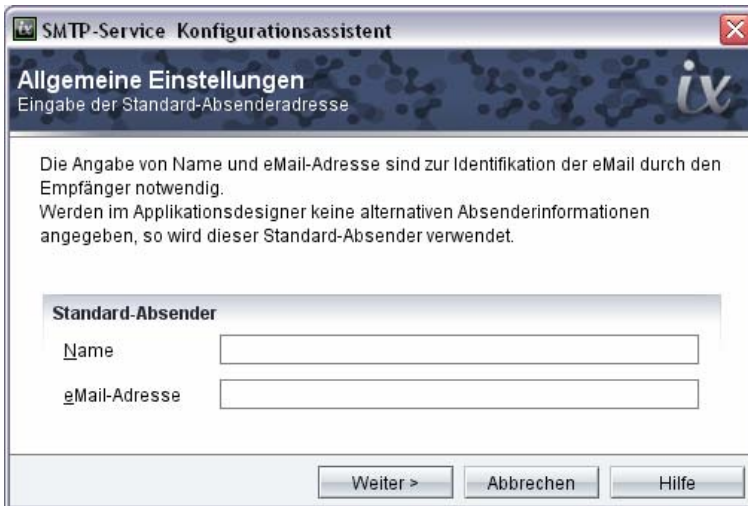 ix SMTP-Service Konfigurationsassistent
Allgemeine Einstellungen
Eingabe der Standard-Absenderadresse
ix
Die Angabe von Name und eMail-Adresse sind zur Identifikation der eMail durch den
Empfänger notwendig.
Werden im Applikationsdesigner keine alternativen Absenderinformationen
angegeben, so wird dieser Standard-Absender verwendet.
Standard-Absender
Name
eMail-Adresse
Weiter > Abbrechen Hilfe